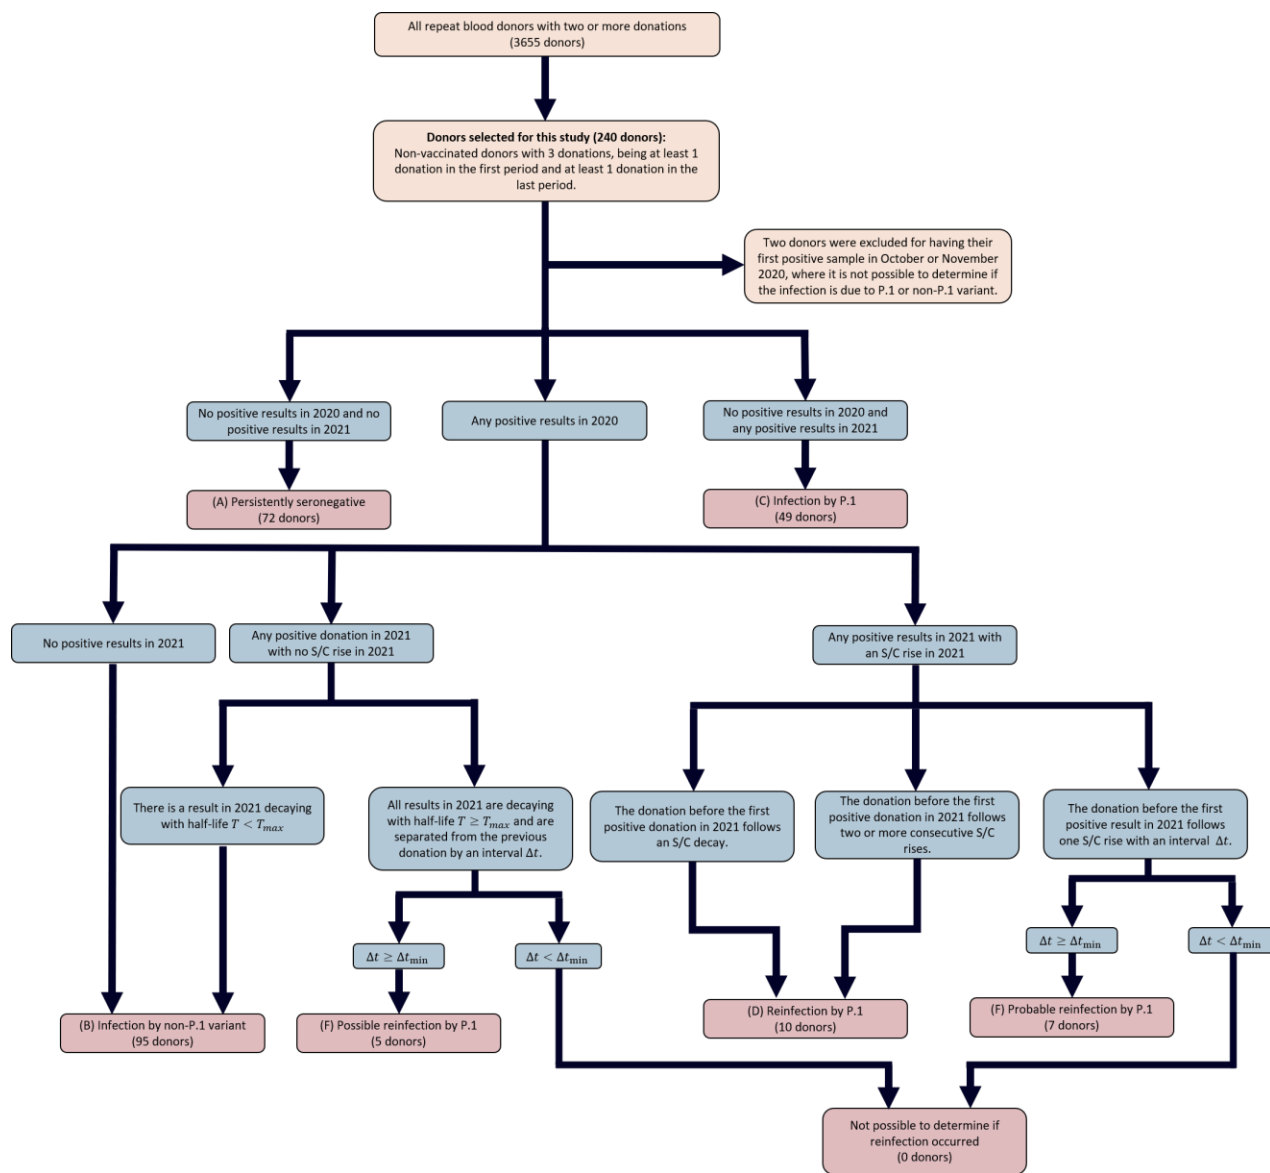 All repeat blood donors with two or more donations
(3655 donors)
Donors selected for this study (240 donors):
Non-vaccinated donors with 3 donations, being at least 1
donation in the first period and at least 1 donation in the
last period.
Two donors were excluded for having their
first positive sample in October or November
2020, where it is not possible to determine if
the infection is due to P.1 or non-P.1 variant.
No positive results in 2020 and no
positive results in 2021
Any positive results in 2020
No positive results in 2020 and
any positive results in 2021
(A) Persistently seronegative
(72 donors)
(C) Infection by P.1
(49 donors)
No positive results in 2021
Any positive donation in 2021
with no S/C rise in 2021
Any positive results in 2021 with
an S/C rise in 2021
There is a result in 2021 decaying
with half-life T < Tmax
All results in 2021 are decaying
with half-life T ≥ Tmax and are
separated from the previous
donation by an interval Δt.
The donation before the first
positive donation in 2021 follows
an S/C decay.
The donation before the first
positive donation in 2021 follows
two or more consecutive S/C
rises.
The donation before the first
positive result in 2021 follows
one S/C rise with an interval Δt.
Δt ≥ Δtmin
Δt < Δtmin
Δt ≥ Δtmin
Δt < Δtmin
(B) Infection by non-P.1 variant
(95 donors)
(F) Possible reinfection by P.1
(5 donors)
(D) Reinfection by P.1
(10 donors)
(F) Probable reinfection by P.1
(7 donors)
Not possible to determine if
reinfection occurred
(0 donors)